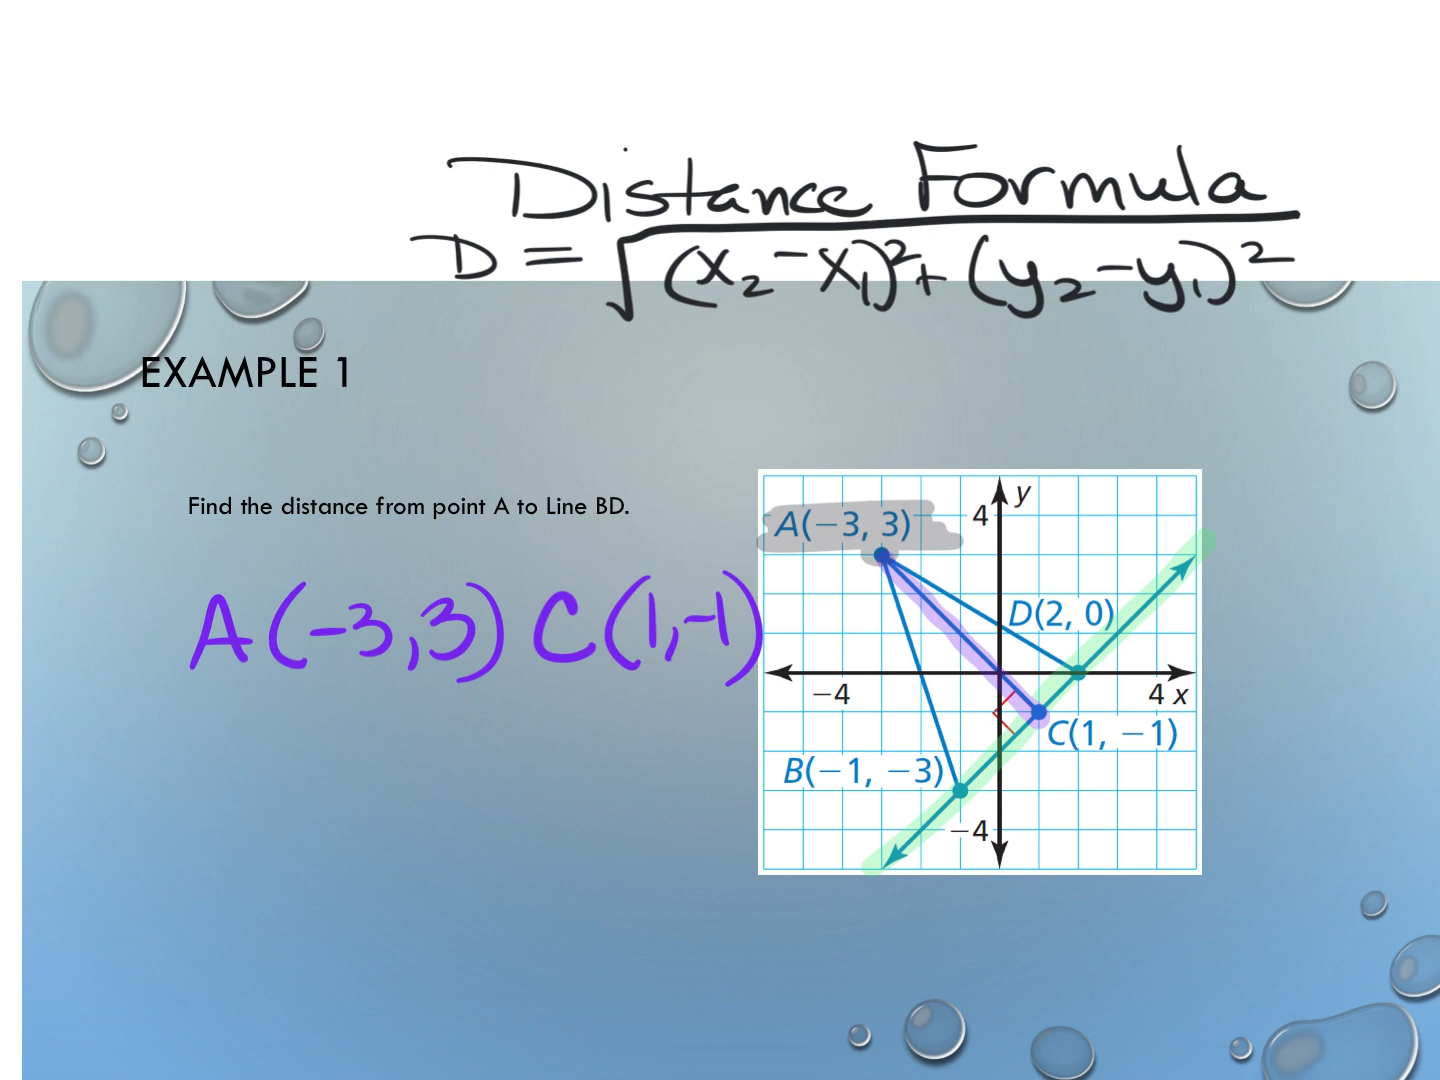 Distance Formula
D = √(x₂-x₁)²+(y₂-y₁)²
EXAMPLE 1
Find the distance from point A to Line BD.
A(-3,3) C(1,-1)
y
4
A(−3, 3)
D(2, 0)
−4
4 x
C(1, −1)
B(−1, −3)
−4